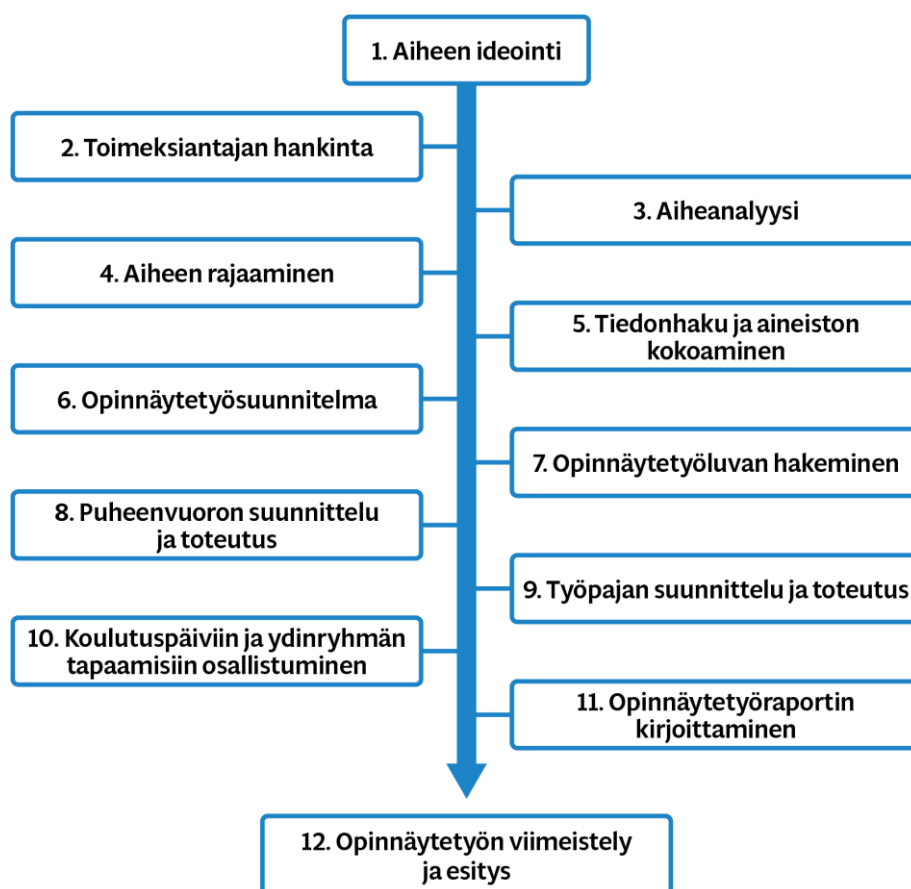 1. Aiheen ideointi
2. Toimeksiantajan hankinta
3. Aiheanalyysi
4. Aiheen rajaaminen
5. Tiedonhaku ja aineiston
kokoaminen
6. Opinnäytetyösuunnitelma
7. Opinnäytetyöluvan hakeminen
8. Puheenvuoron suunnittelu
ja toteutus
9. Työpajan suunnittelu ja toteutus
10. Koulutuspäiviin ja ydinryhmän
tapaamisiin osallistuminen
11. Opinnäytetyöraportin
kirjoittaminen
12. Opinnäytetyön viimeistely
ja esitys